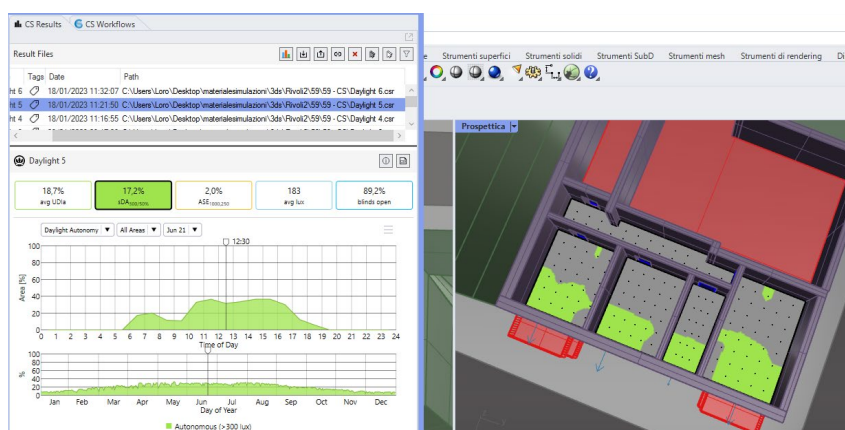 CS Results CS Workflows
Result Files
Tags Date Path
ht 6 18/01/2023 11:32:07 C:\Users\Loro\Desktop\materialesimulazioni\3ds\Rivoli2\59\59 - CS\Daylight 6.csr
ht 5 18/01/2023 11:21:50 C:\Users\Loro\Desktop\materialesimulazioni\3ds\Rivoli2\59\59 - CS\Daylight 5.csr
ht 4 18/01/2023 11:16:55 C:\Users\Loro\Desktop\materialesimulazioni\3ds\Rivoli2\59\59 - CS\Daylight 4.csr
Daylight 5
18,7% 17,2% 2,0% 183 89,2%
avg UDIa sDA300/50% ASE1000,250 avg lux blinds open
Daylight Autonomy All Areas Jun 21
12:30
100
80
60
40
20
0
Area [%]
0 1 2 3 4 5 6 7 8 9 10 11 12 13 14 15 16 17 18 19 20 21 22 23 24
Time of Day
100
80
60
40
20
0
%
Jan Feb Mar Apr May Jun Jul Aug Sep Oct Nov Dec
Day of Year
Autonomous (>300 lux)
e Strumenti superfici Strumenti solidi Strumenti SubD Strumenti mesh Strumenti di rendering Di
Prospettica